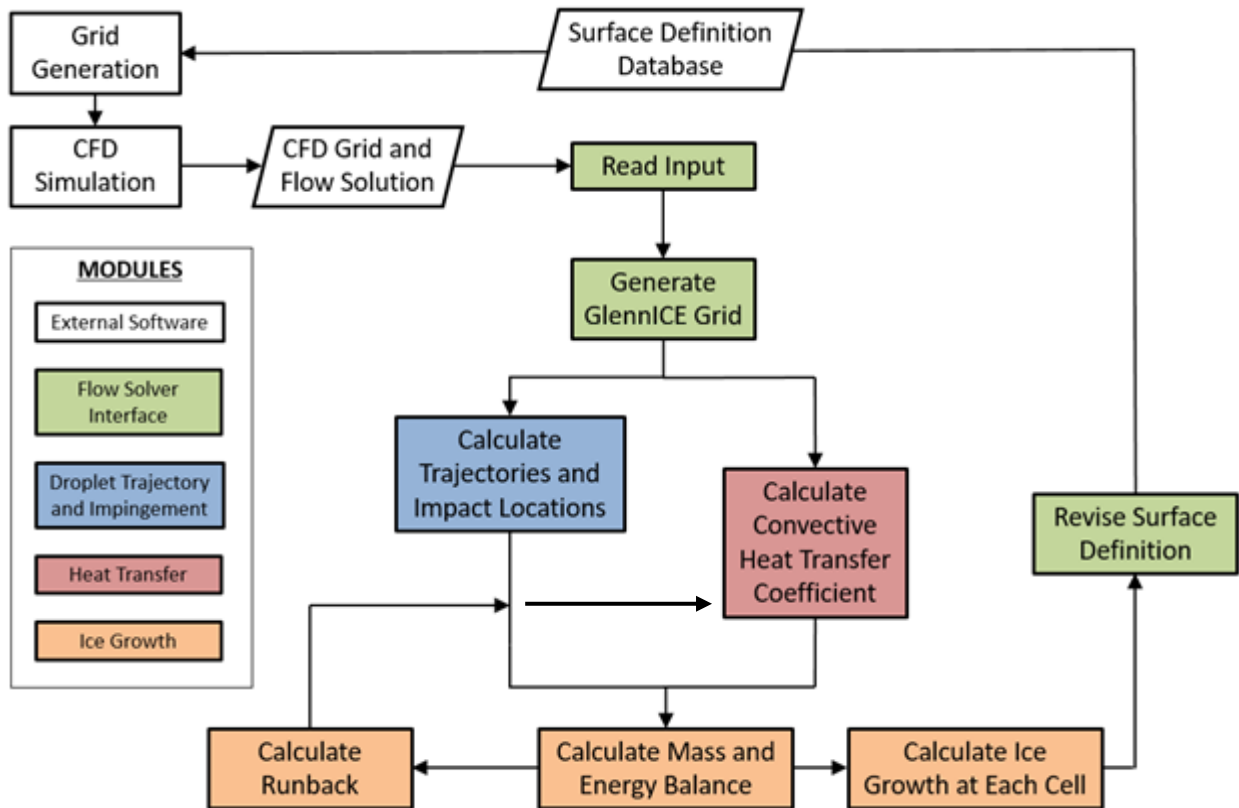 Grid
Generation
Surface Definition
Database
CFD
Simulation
CFD Grid and
Flow Solution
Read Input
MODULES
External Software
Flow Solver
Interface
Droplet Trajectory
and Impingement
Heat Transfer
Ice Growth
Generate
GlennICE Grid
Calculate
Trajectories and
Impact Locations
Calculate
Convective
Heat Transfer
Coefficient
Revise Surface
Definition
Calculate
Runback
Calculate Mass and
Energy Balance
Calculate Ice
Growth at Each Cell